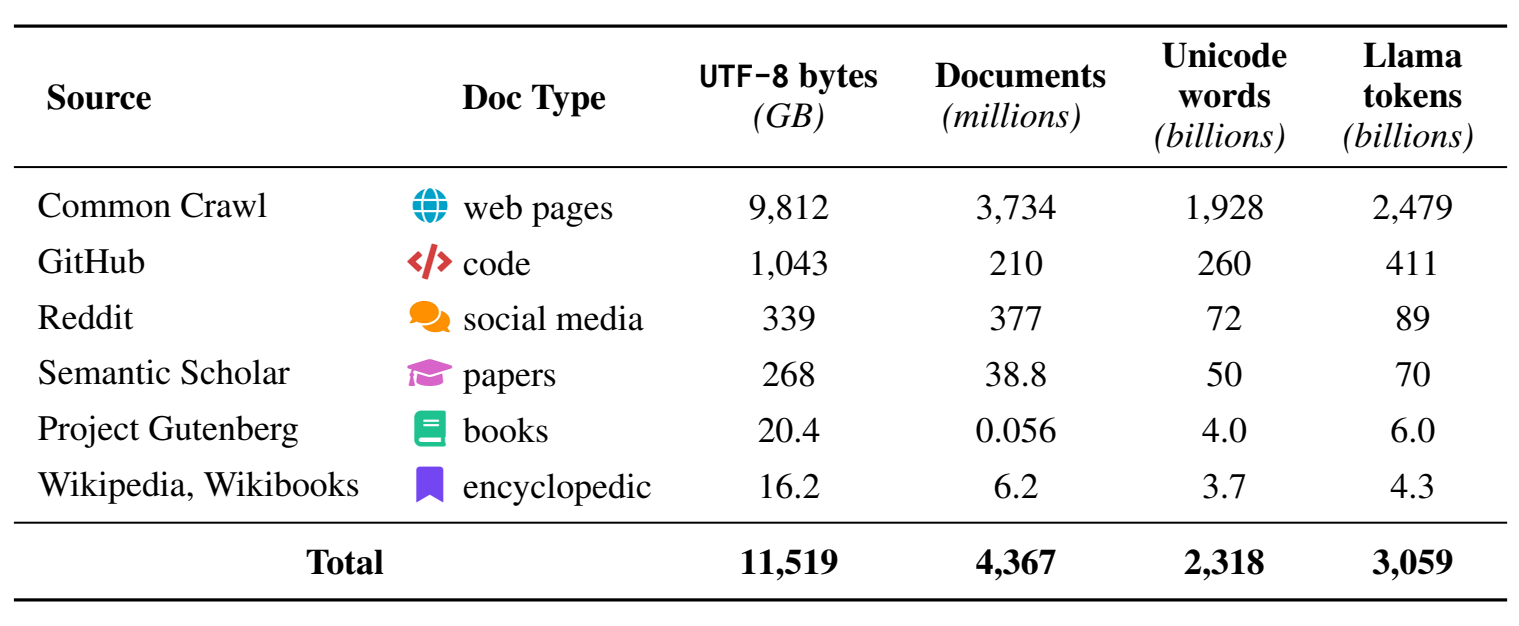 Source Doc Type UTF-8 bytes (GB) Documents (millions) Unicode words (billions) Llama tokens (billions)
Common Crawl web pages 9,812 3,734 1,928 2,479
GitHub code 1,043 210 260 411
Reddit social media 339 377 72 89
Semantic Scholar papers 268 38.8 50 70
Project Gutenberg books 20.4 0.056 4.0 6.0
Wikipedia, Wikibooks encyclopedic 16.2 6.2 3.7 4.3
Total 11,519 4,367 2,318 3,059